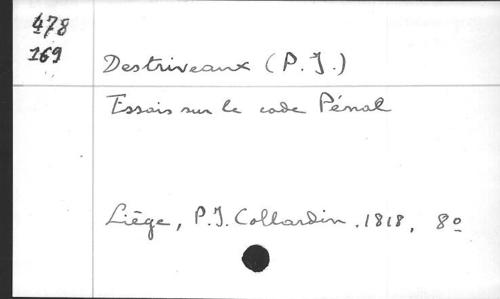 478
169
Destriveaux (P. J.)
Essais sur le code Pénal
Liège, P. J. Collardin. 1818, 8º